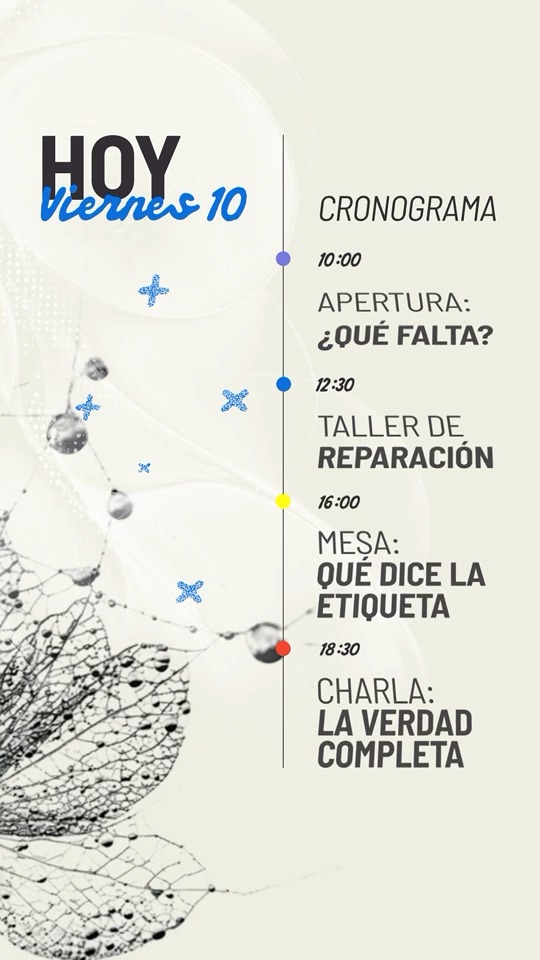 HOY
Viernes 10
CRONOGRAMA
10:00
APERTURA:
¿QUÉ FALTA?
12:30
TALLER DE
REPARACIÓN
16:00
MESA:
QUÉ DICE LA
ETIQUETA
18:30
CHARLA:
LA VERDAD
COMPLETA